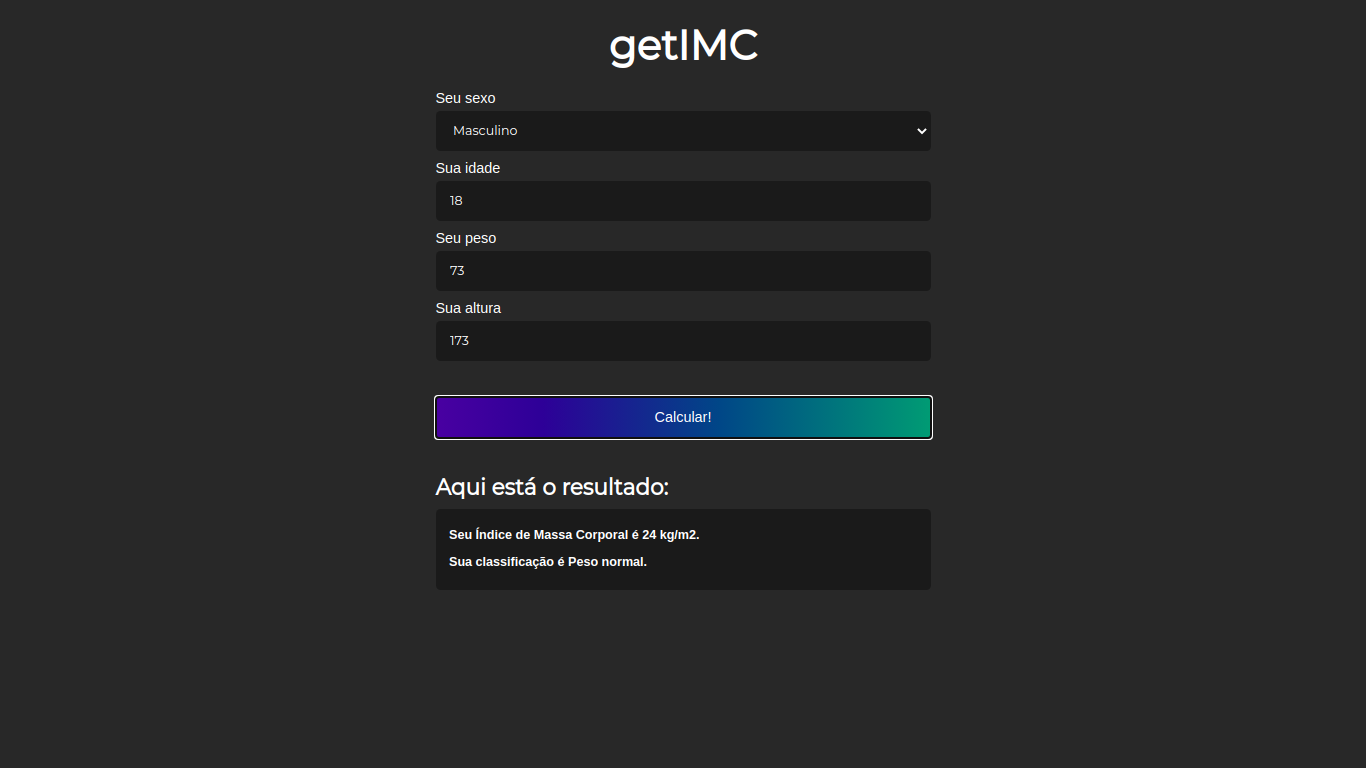 getIMC
Seu sexo
Masculino
Sua idade
18
Seu peso
73
Sua altura
173
Calcular!
Aqui está o resultado:
Seu Índice de Massa Corporal é 24 kg/m2.
Sua classificação é Peso normal.